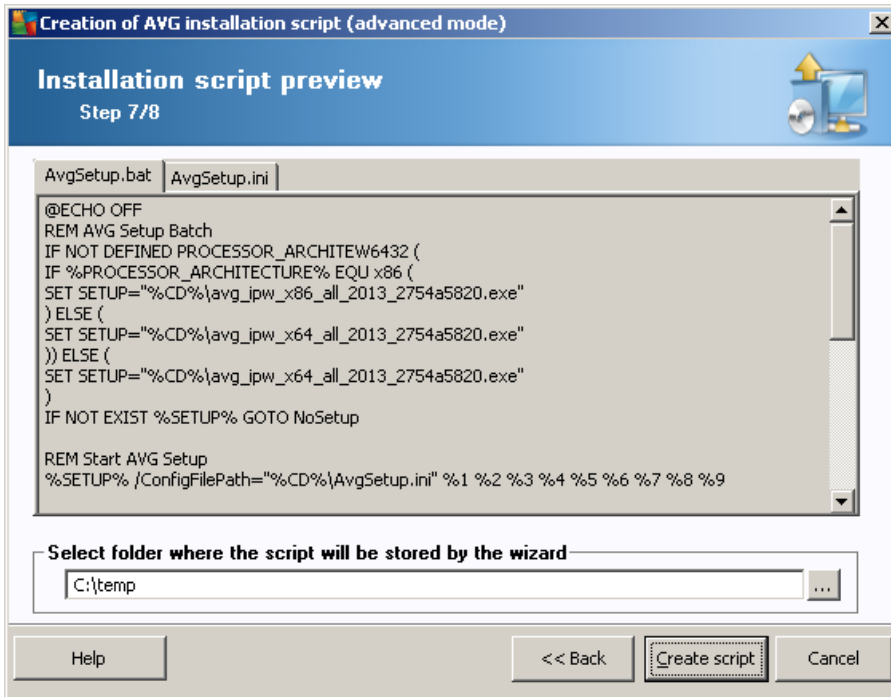 Creation of AVG installation script (advanced mode)
Installation script preview
Step 7/8
AvgSetup.bat
AvgSetup.ini
@ECHO OFF
REM AVG Setup Batch
IF NOT DEFINED PROCESSOR_ARCHITEW6432 (
IF %PROCESSOR_ARCHITECTURE% EQU x86 (
SET SETUP="%CD%\avg_ipw_x86_all_2013_2754a5820.exe"
) ELSE (
SET SETUP="%CD%\avg_ipw_x64_all_2013_2754a5820.exe"
)) ELSE (
SET SETUP="%CD%\avg_ipw_x64_all_2013_2754a5820.exe"
)
IF NOT EXIST %SETUP% GOTO NoSetup
REM Start AVG Setup
%SETUP% /ConfigFilePath="%CD%\AvgSetup.ini" %1 %2 %3 %4 %5 %6 %7 %8 %9
Select folder where the script will be stored by the wizard
C:\temp
...
Help
<< Back
Create script
Cancel